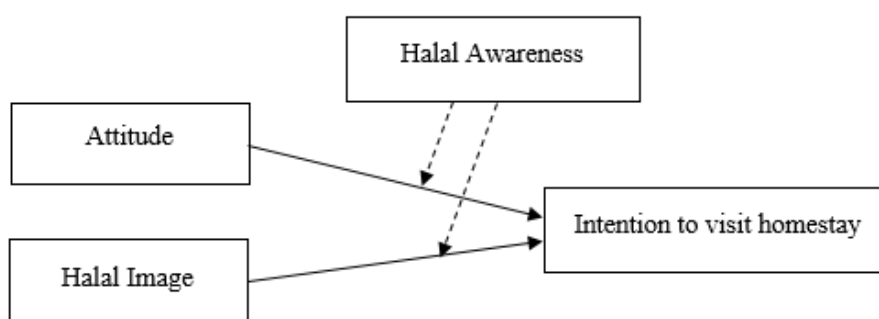 Halal Awareness
Attitude
Intention to visit homestay
Halal Image